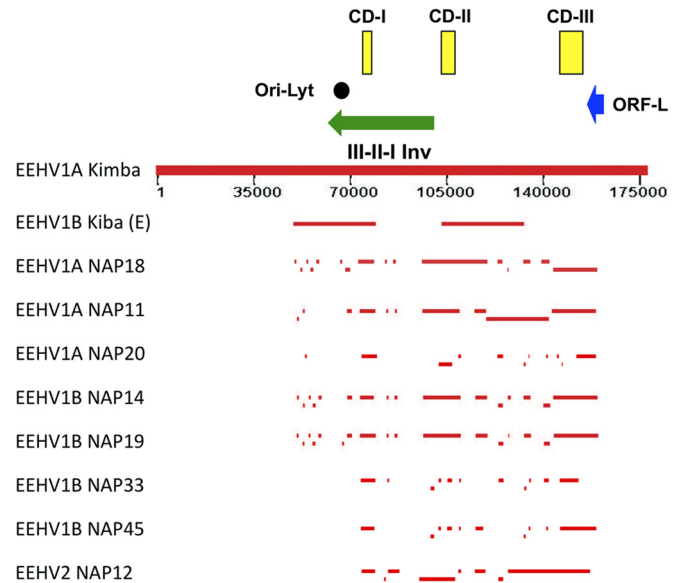 CD-I CD-II CD-III
Ori-Lyt ORF-L
III-II-I Inv
EEHV1A Kimba
1 35000 70000 105000 140000 175000
EEHV1B Kiba (E)
EEHV1A NAP18
EEHV1A NAP11
EEHV1A NAP20
EEHV1B NAP14
EEHV1B NAP19
EEHV1B NAP33
EEHV1B NAP45
EEHV2 NAP12